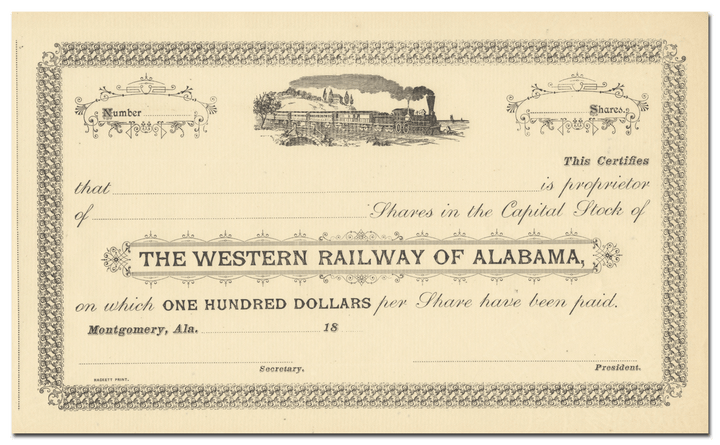 Number
Shares.
This Certifies
that is proprietor
of Shares in the Capital Stock of
THE WESTERN RAILWAY OF ALABAMA,
on which ONE HUNDRED DOLLARS per Share have been paid.
Montgomery, Ala. 18
Secretary.
President.